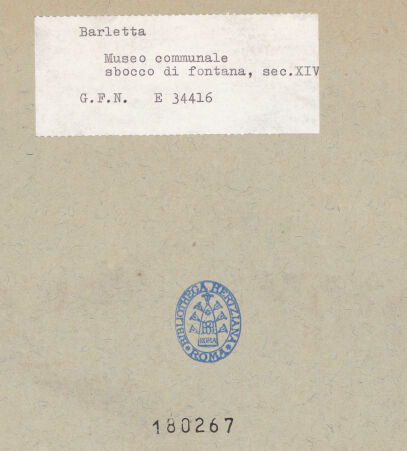 Barletta
Museo communale
sbocco di fontana, sec.XIV
G.F.N. E 34416
BIBLIOTHECA HERTZIANA
ROMA
180267